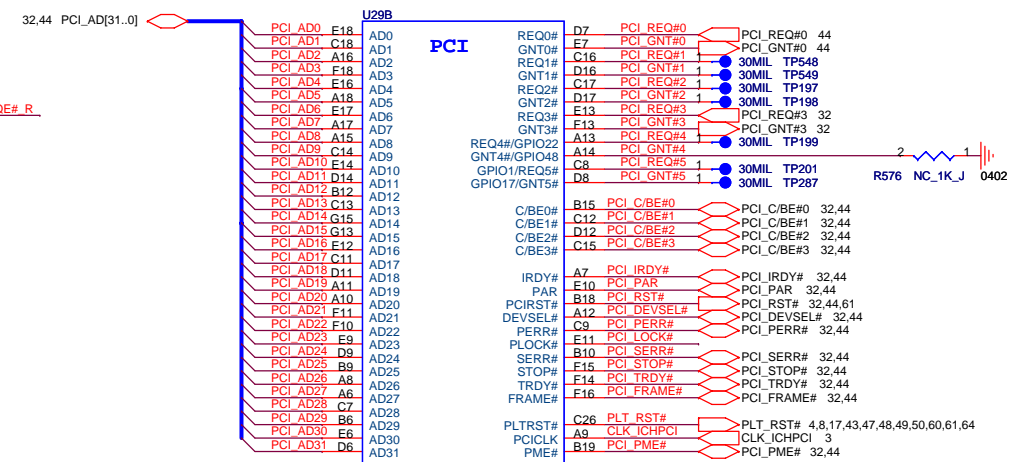 U29B
32,44 PCI_AD[31..0]
PCI
QE#_R
PCI_AD0 E18 AD0 REQ0# D7 PCI_REQ#0 PCI_REQ#0 44
PCI_AD1 C18 AD1 GNT0# E7 PCI_GNT#0 PCI_GNT#0 44
PCI_AD2 A16 AD2 REQ1# C16 PCI_REQ#1 1 30MIL TP548
PCI_AD3 F18 AD3 GNT1# D16 PCI_GNT#1 1 30MIL TP549
PCI_AD4 E16 AD4 REQ2# C17 PCI_REQ#2 1 30MIL TP197
PCI_AD5 A18 AD5 GNT2# D17 PCI_GNT#2 1 30MIL TP198
PCI_AD6 E17 AD6 REQ3# E13 PCI_REQ#3 PCI_REQ#3 32
PCI_AD7 A17 AD7 GNT3# F13 PCI_GNT#3 PCI_GNT#3 32
PCI_AD8 A15 AD8 REQ4#/GPIO22 A13 PCI_REQ#4 1 30MIL TP199
PCI_AD9 C14 AD9 GNT4#/GPIO48 A14 PCI_GNT#4 2 1
PCI_AD10 E14 AD10 GPIO1/REQ5# C8 PCI_REQ#5 1 30MIL TP201 R576 NC_1K_J 0402
PCI_AD11 D14 AD11 GPIO17/GNT5# D8 PCI_GNT#5 1 30MIL TP287
PCI_AD12 B12 AD12
PCI_AD13 C13 AD13 C/BE0# B15 PCI_C/BE#0 PCI_C/BE#0 32,44
PCI_AD14 G15 AD14 C/BE1# C12 PCI_C/BE#1 PCI_C/BE#1 32,44
PCI_AD15 G13 AD15 C/BE2# D12 PCI_C/BE#2 PCI_C/BE#2 32,44
PCI_AD16 E12 AD16 C/BE3# C15 PCI_C/BE#3 PCI_C/BE#3 32,44
PCI_AD17 C11 AD17
PCI_AD18 D11 AD18 IRDY# A7 PCI_IRDY# PCI_IRDY# 32,44
PCI_AD19 A11 AD19 PAR E10 PCI_PAR PCI_PAR 32,44
PCI_AD20 A10 AD20 PCIRST# B18 PCI_RST# PCI_RST# 32,44,61
PCI_AD21 F11 AD21 DEVSEL# A12 PCI_DEVSEL# PCI_DEVSEL# 32,44
PCI_AD22 F10 AD22 PERR# C9 PCI_PERR# PCI_PERR# 32,44
PCI_AD23 E9 AD23 PLOCK# E11 PCI_LOCK#
PCI_AD24 D9 AD24 SERR# B10 PCI_SERR# PCI_SERR# 32,44
PCI_AD25 B9 AD25 STOP# F15 PCI_STOP# PCI_STOP# 32,44
PCI_AD26 A8 AD26 TRDY# F14 PCI_TRDY# PCI_TRDY# 32,44
PCI_AD27 A6 AD27 FRAME# F16 PCI_FRAME# PCI_FRAME# 32,44
PCI_AD28 C7 AD28
PCI_AD29 B6 AD29 PLTRST# C26 PLT_RST# PLT_RST# 4,8,17,43,47,48,49,50,60,61,64
PCI_AD30 E6 AD30 PCICLK A9 CLK_ICHPCI CLK_ICHPCI 3
PCI_AD31 D6 AD31 PME# B19 PCI_PME# PCI_PME# 32,44